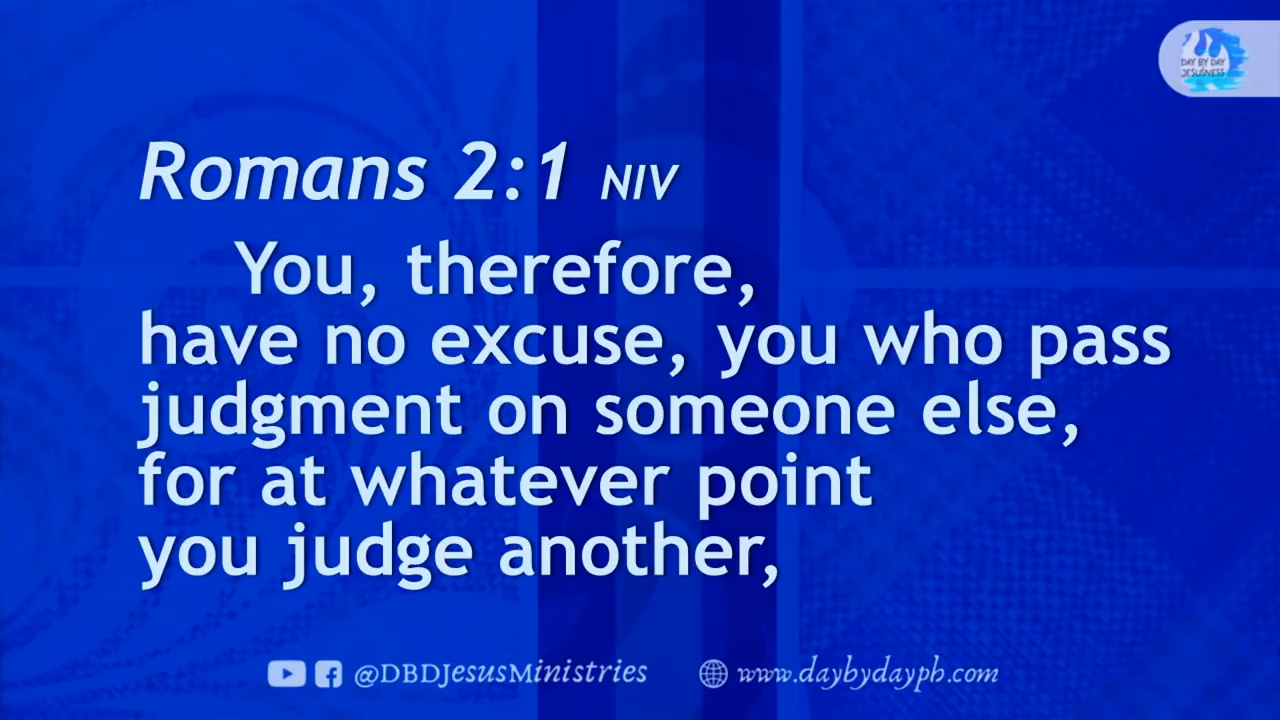 DAY BY DAY
JESUSNESS
Romans 2:1 NIV
You, therefore,
have no excuse, you who pass
judgment on someone else,
for at whatever point
you judge another,
@DBDJesusMinistries
www.daybydayph.com